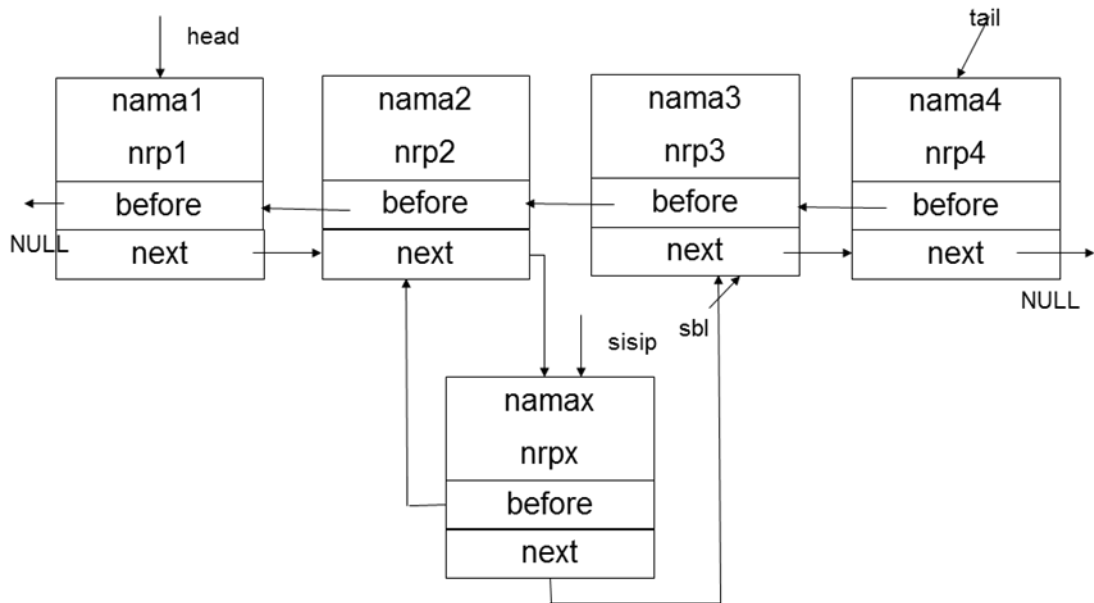 head
tail
nama1
nrp1
before
next
NULL
nama2
nrp2
before
next
nama3
nrp3
before
next
nama4
nrp4
before
next
NULL
sbl
sisip
namax
nrpx
before
next